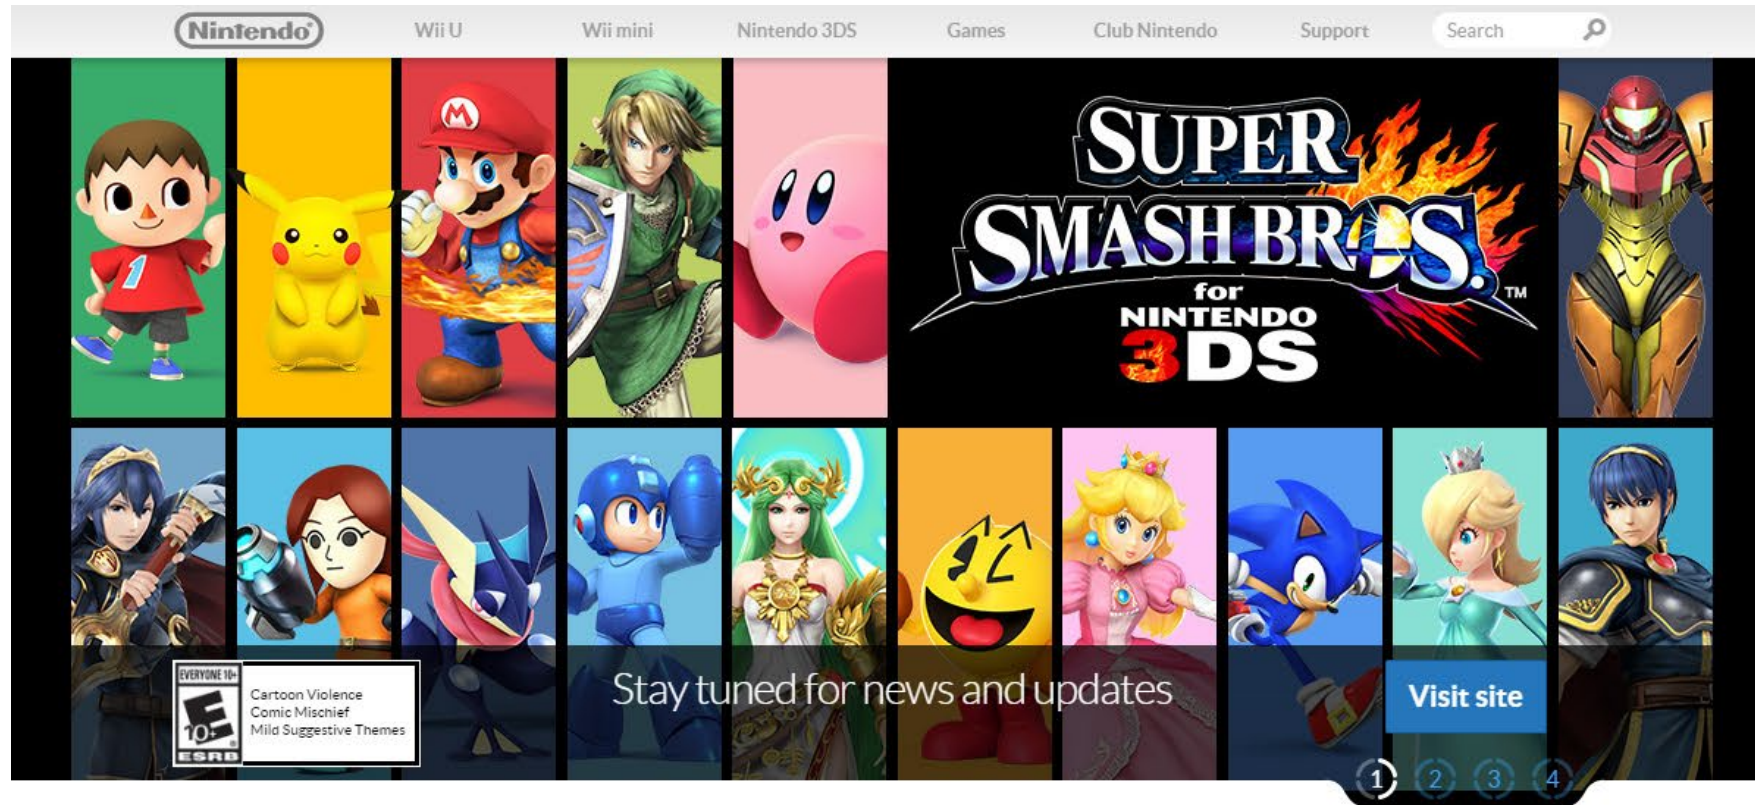 Nintendo®
Wii U
Wii mini
Nintendo 3DS
Games
Club Nintendo
Support
Search
M
1
SUPER
SMASH BROS.™
for
NINTENDO
3DS
EVERYONE 10+
E
10+
®
ESRB
Cartoon Violence
Comic Mischief
Mild Suggestive Themes
Stay tuned for news and updates
Visit site
1 2 3 4